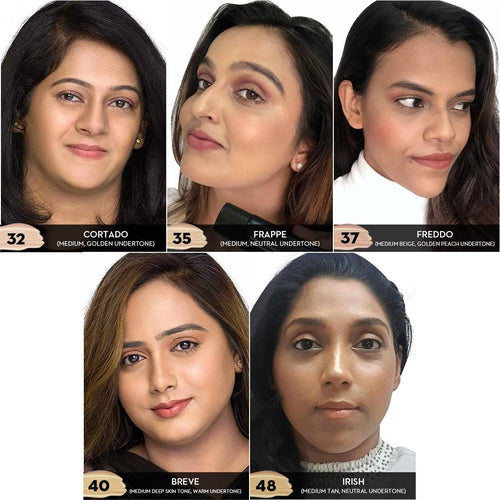 32 CORTADO
(MEDIUM, GOLDEN UNDERTONE)
35 FRAPPE
(MEDIUM, NEUTRAL UNDERTONE)
37 FREDDO
(MEDIUM BEIGE, GOLDEN PEACH UNDERTONE)
40 BREVE
(MEDIUM DEEP SKIN TONE, WARM UNDERTONE)
48 IRISH
(MEDIUM TAN, NEUTRAL UNDERTONE)